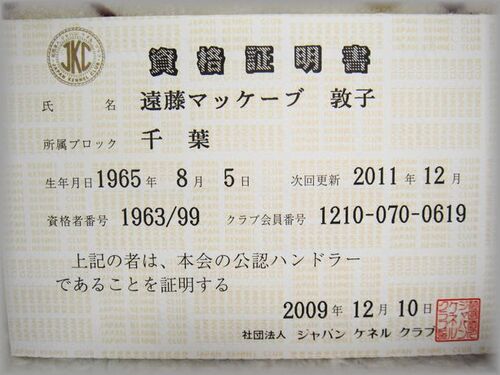 JKC
資格証明書
氏 名 遠藤マッケーブ 敦子
所属ブロック 千葉
生年月日 1965年 8月 5日 次回更新 2011年 12月
資格者番号 1963/99 クラブ会員番号 1210-070-0619
上記の者は、本会の公認ハンドラー
であることを証明する
2009年 12月 10日
社団法人 ジャパン ケネル クラブ